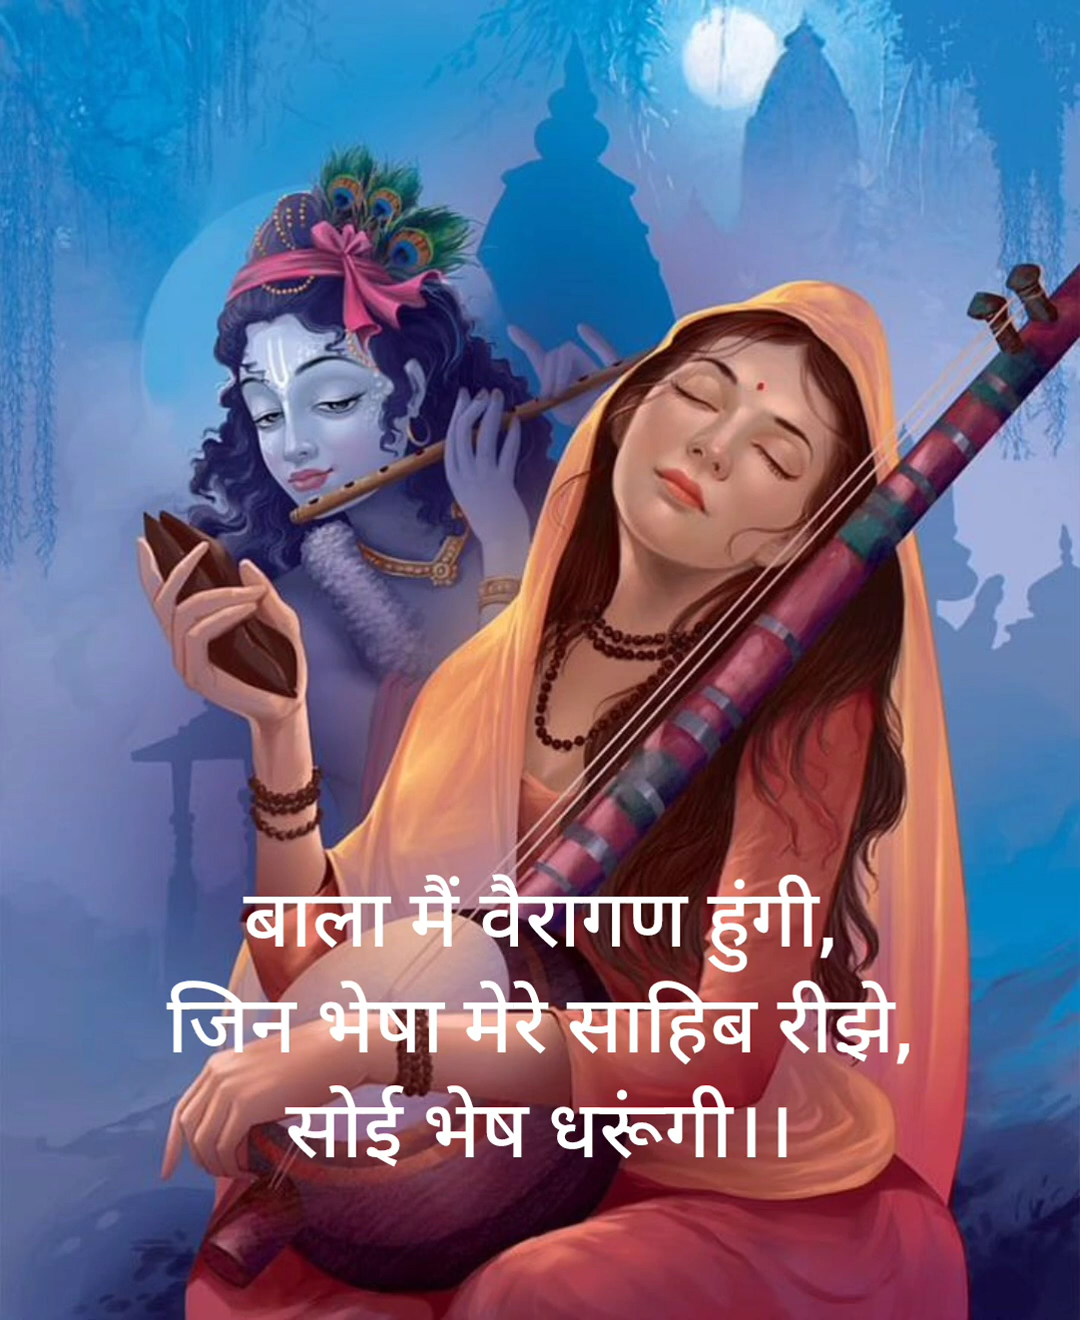 बाला मैं वैरागण हुंगी,
जिन भेषा मेरे साहिब रीझे,
सोई भेष धरूंगी।।